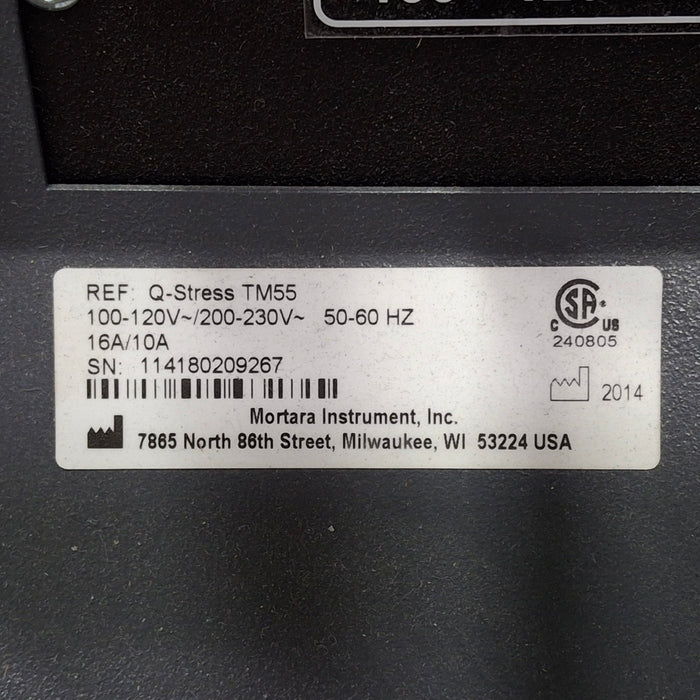 REF: Q-Stress TM55
100-120V~/200-230V~ 50-60 HZ
16A/10A
SN: 114180209267
CSA
C US
240805
2014
Mortara Instrument, Inc.
7865 North 86th Street, Milwaukee, WI 53224 USA